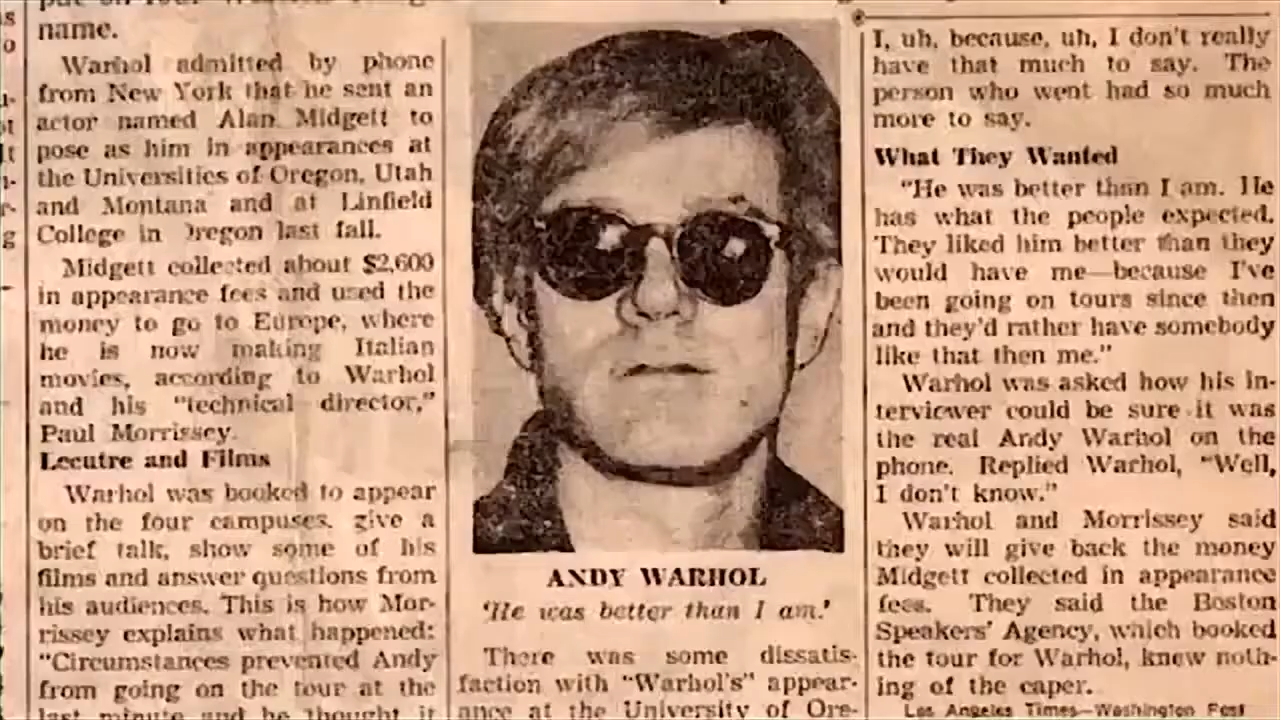 name.
Warhol admitted by phone
from New York that he sent an
actor named Alan Midgett to
pose as him in appearances at
the Universities of Oregon, Utah
and Montana and at Linfield
College in Oregon last fall.
Midgett collected about $2,600
in appearance fees and used the
money to go to Europe, where
he is now making Italian
movies, according to Warhol
and his "technical director,"
Paul Morrissey.
Lecutre and Films
Warhol was booked to appear
on the four campuses, give a
brief talk, show some of his
films and answer questions from
his audiences. This is how Mor-
rissey explains what happened:
"Circumstances prevented Andy
from going on the tour at the
last minute and he thought it
ANDY WARHOL
'He was better than I am.'
There was some dissatis-
faction with "Warhol's" appear-
ance at the University of Ore-
I, uh, because, uh, I don't really
have that much to say. The
person who went had so much
more to say.
What They Wanted
"He was better than I am. He
has what the people expected.
They liked him better than they
would have me—because I've
been going on tours since then
and they'd rather have somebody
like that then me."
Warhol was asked how his in-
terviewer could be sure it was
the real Andy Warhol on the
phone. Replied Warhol, "Well,
I don't know."
Warhol and Morrissey said
they will give back the money
Midgett collected in appearance
fees. They said the Boston
Speakers' Agency, which booked
the tour for Warhol, knew noth-
ing of the caper.
Los Angeles Times—Washington Post